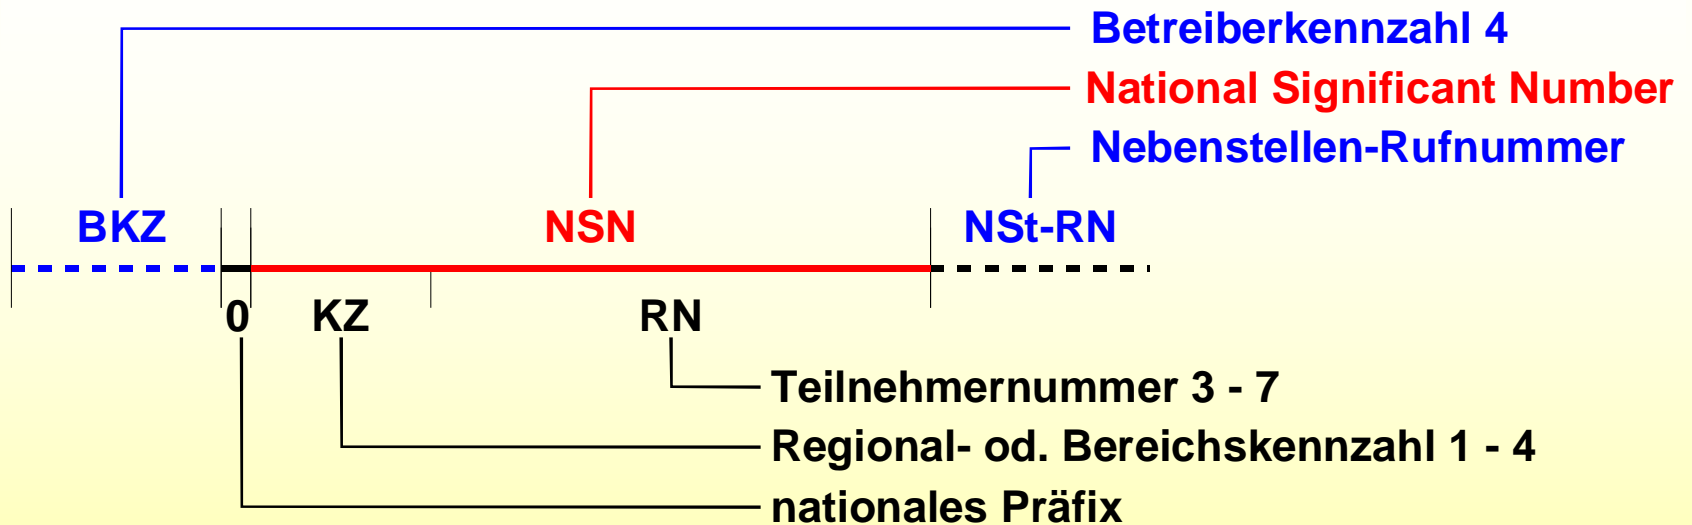 Betreiberkennzahl 4
National Significant Number
Nebenstellen-Rufnummer
BKZ NSN NSt-RN
0 KZ RN
Teilnehmernummer 3 - 7
Regional- od. Bereichskennzahl 1 - 4
nationales Präfix